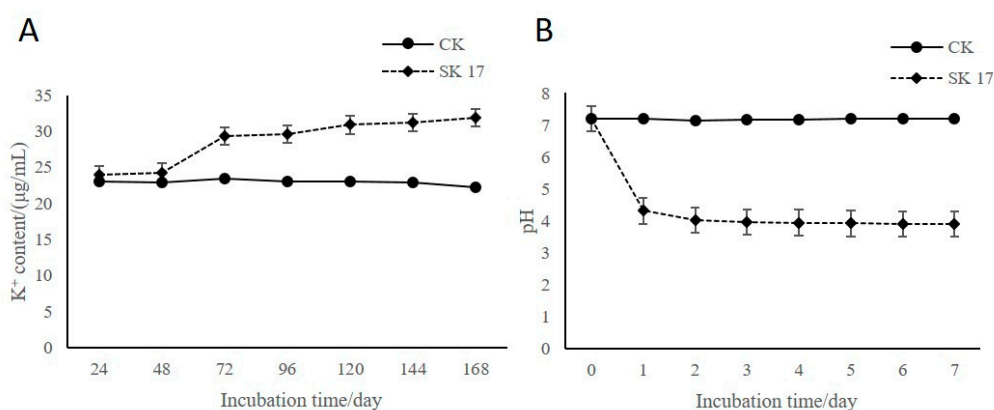 A
CK
SK 17
K⁺ content/(μg/mL)
35
30
25
20
15
10
5
0
24 48 72 96 120 144 168
Incubation time/day
B
CK
SK 17
pH
8
7
6
5
4
3
2
1
0
0 1 2 3 4 5 6 7
Incubation time/day